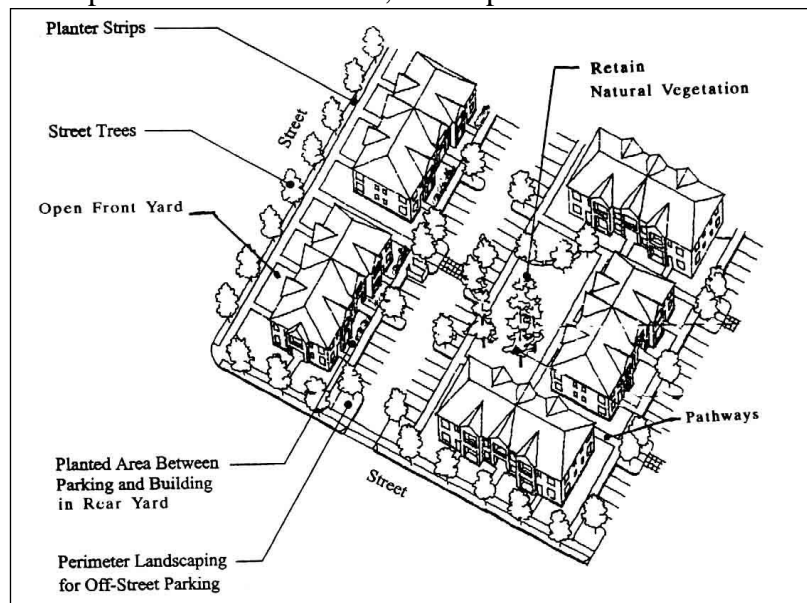 Planter Strips
Street
Retain
Natural Vegetation
Street Trees
Open Front Yard
Pathways
Planted Area Between
Parking and Building
in Rear Yard
Street
Perimeter Landscaping
for Off-Street Parking